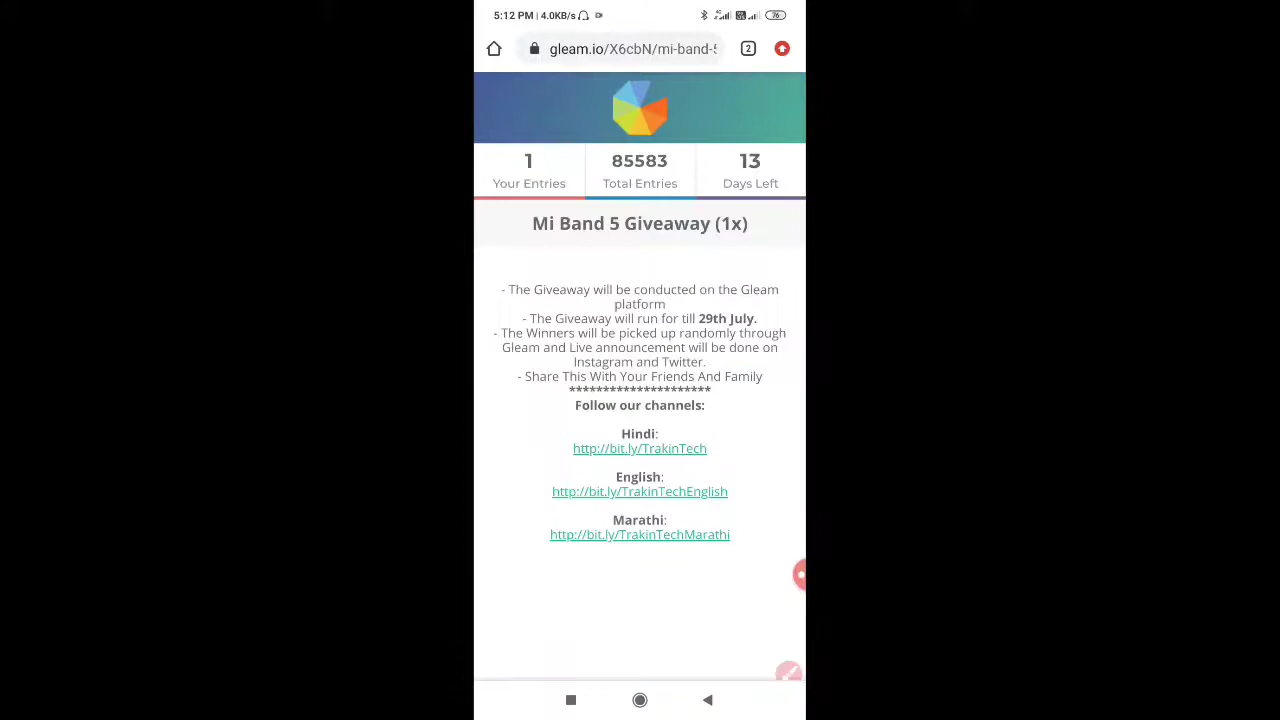 5:12 PM | 4.0KB/s
76
gleam.io/X6cbN/mi-band-5
2
1
Your Entries
85583
Total Entries
13
Days Left
Mi Band 5 Giveaway (1x)
- The Giveaway will be conducted on the Gleam
platform
- The Giveaway will run for till 29th July.
- The Winners will be picked up randomly through
Gleam and Live announcement will be done on
Instagram and Twitter.
- Share This With Your Friends And Family
**********************
Follow our channels:
Hindi:
http://bit.ly/TrakinTech
English:
http://bit.ly/TrakinTechEnglish
Marathi:
http://bit.ly/TrakinTechMarathi